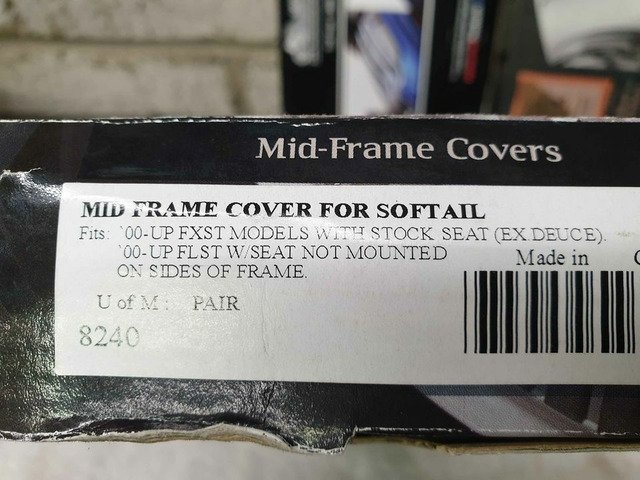 Mid-Frame Covers
MID FRAME COVER FOR SOFTAIL
Fits: '00-UP FXST MODELS WITH STOCK SEAT (EX.DEUCE).
'00-UP FLST W/SEAT NOT MOUNTED
ON SIDES OF FRAME.
Made in
U of M : PAIR
8240